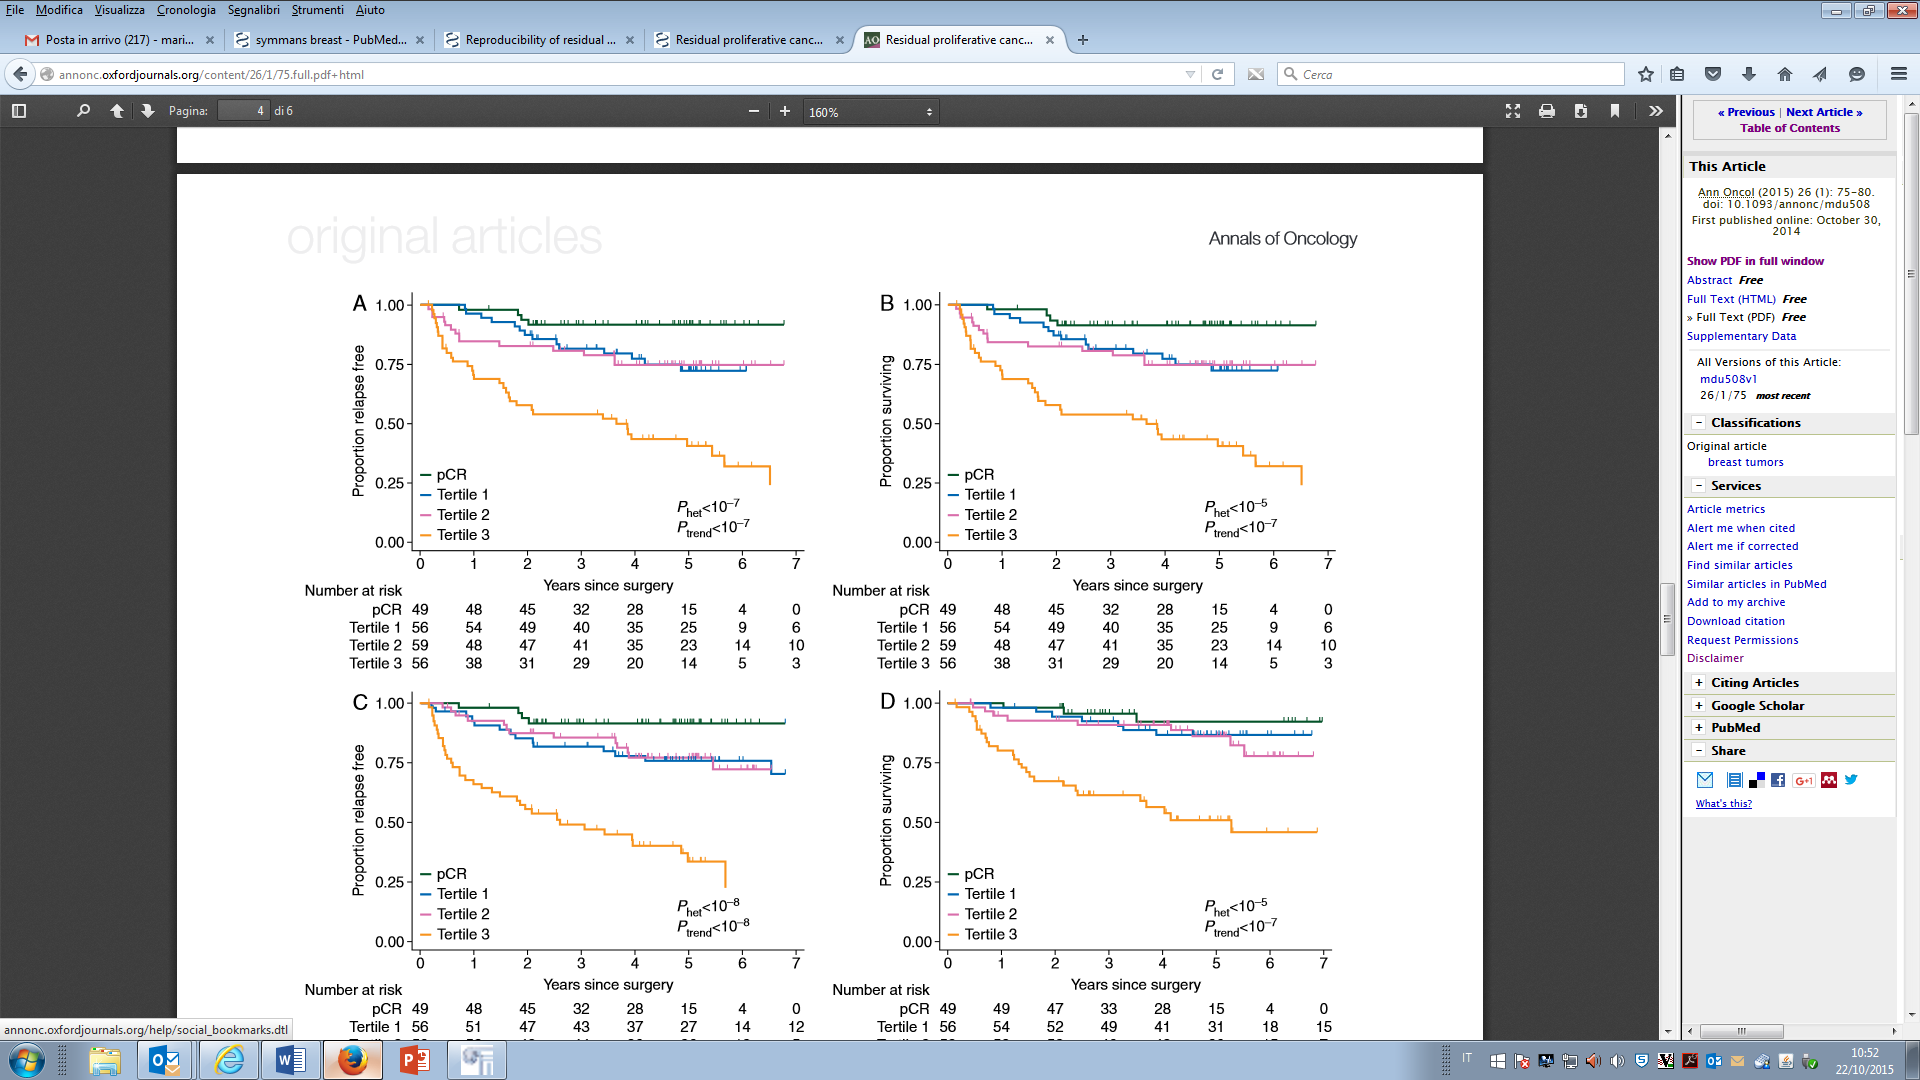 File Modifica Visualizza Cronologia Segnalibri Strumenti Aiuto
Posta in arrivo (217) - mari...
symmans breast - PubMed...
Reproducibility of residual ...
Residual proliferative canc...
Residual proliferative canc...
annonc.oxfordjournals.org/content/26/1/75.full.pdf+html
Cerca
Pagina: 4 di 6
160%
original articles
Annals of Oncology
A
Proportion relapse free
1.00
0.75
0.50
0.25
0.00
pCR
Tertile 1
Tertile 2
Tertile 3
Phet<10–7
Ptrend<10–7
0 1 2 3 4 5 6 7
Years since surgery
Number at risk
pCR 49 48 45 32 28 15 4 0
Tertile 1 56 54 49 40 35 25 9 6
Tertile 2 59 48 47 41 35 23 14 10
Tertile 3 56 38 31 29 20 14 5 3
B
Proportion surviving
1.00
0.75
0.50
0.25
0.00
pCR
Tertile 1
Tertile 2
Tertile 3
Phet<10–5
Ptrend<10–7
0 1 2 3 4 5 6 7
Years since surgery
Number at risk
pCR 49 48 45 32 28 15 4 0
Tertile 1 56 54 49 40 35 25 9 6
Tertile 2 59 48 47 41 35 23 14 10
Tertile 3 56 38 31 29 20 14 5 3
C
Proportion relapse free
1.00
0.75
0.50
0.25
0.00
pCR
Tertile 1
Tertile 2
Tertile 3
Phet<10–8
Ptrend<10–8
0 1 2 3 4 5 6 7
Years since surgery
Number at risk
pCR 49 48 45 32 28 15 4 0
Tertile 1 56 51 47 43 37 27 14 12
D
Proportion surviving
1.00
0.75
0.50
0.25
0.00
pCR
Tertile 1
Tertile 2
Tertile 3
Phet<10–5
Ptrend<10–7
0 1 2 3 4 5 6 7
Years since surgery
Number at risk
pCR 49 49 47 33 28 15 4 0
Tertile 1 56 54 52 49 41 31 18 15
« Previous | Next Article »
Table of Contents
This Article
Ann Oncol (2015) 26 (1): 75-80.
doi: 10.1093/annonc/mdu508
First published online: October 30,
2014
Show PDF in full window
Abstract Free
Full Text (HTML) Free
» Full Text (PDF) Free
Supplementary Data
All Versions of this Article:
mdu508v1
26/1/75 most recent
− Classifications
Original article
breast tumors
− Services
Article metrics
Alert me when cited
Alert me if corrected
Find similar articles
Similar articles in PubMed
Add to my archive
Download citation
Request Permissions
Disclaimer
+ Citing Articles
+ Google Scholar
+ PubMed
− Share
What's this?
annonc.oxfordjournals.org/help/social_bookmarks.dtl
IT
10:52
22/10/2015